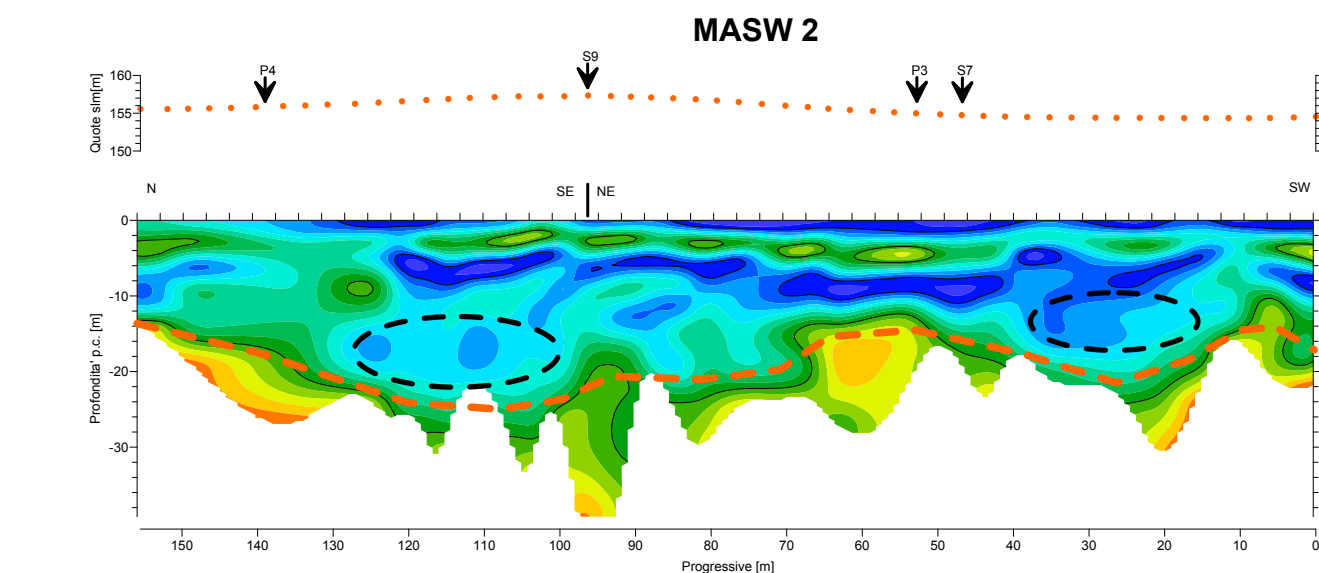 MASW 2
P4
S9
P3
S7
Quote slm[m]
160
155
150
N
SE
NE
SW
Profondita' p.c. [m]
0
-10
-20
-30
150 140 130 120 110 100 90 80 70 60 50 40 30 20 10 0
Progressive [m]